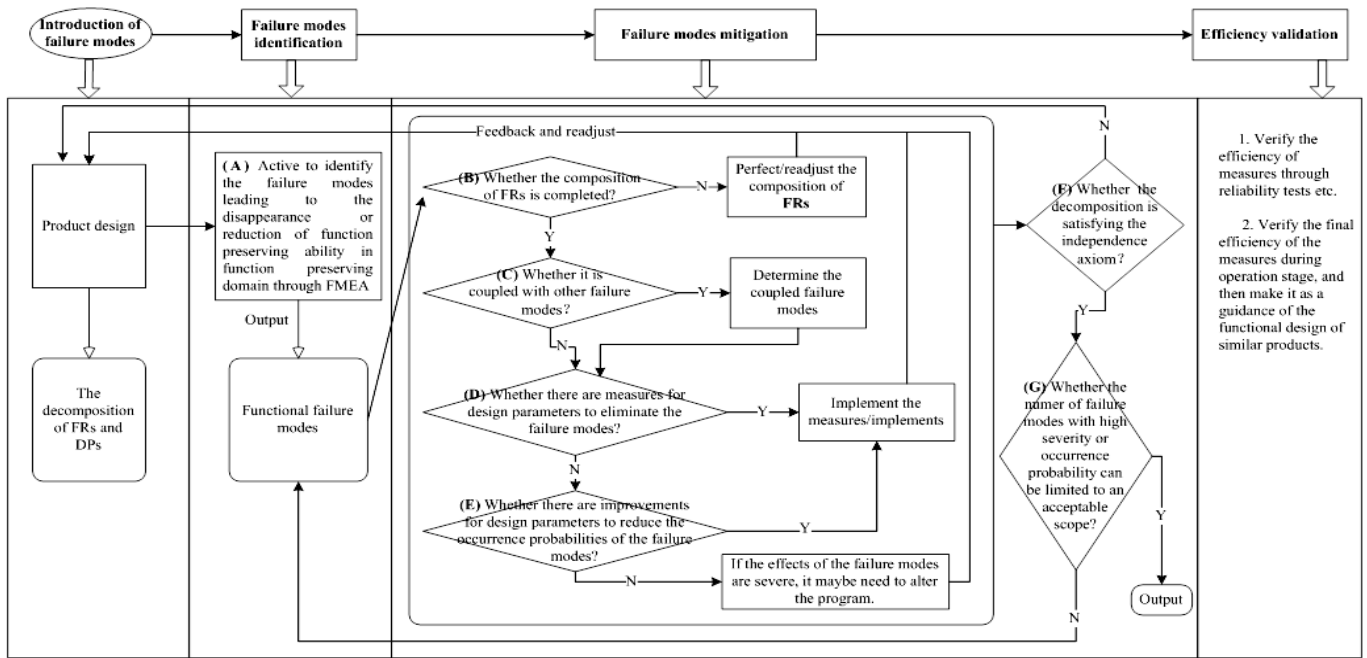 Introduction of
failure modes
Failure modes
identification
Failure modes mitigation
Efficiency validation
Product design
The
decomposition
of FRs and
DPs
(A) Active to identify
the failure modes
leading to the
disappearance or
reduction of function
preserving ability in
function preserving
domain through FMEA
Output
Functional failure
modes
Feedback and readjust
(B) Whether the composition
of FRs is completed?
N
Perfect/readjust the
composition of
FRs
Y
(C) Whether it is
coupled with other failure
modes?
Y
Determine the
coupled failure
modes
N
(D) Whether there are measures for
design parameters to eliminate the
failure modes?
Y
Implement the
measures/implements
N
(E) Whether there are improvements
for design parameters to reduce the
occurrence probabilities of the failure
modes?
Y
N
If the effects of the failure modes
are severe, it maybe need to alter
the program.
N
(F) Whether the
decomposition is
satisfying the
independence
axiom?
Y
(G) Whether the
numer of failure
modes with high
severity or
occurrence
probability can
be limited to an
acceptable
scope?
Y
Output
N
1. Verify the
efficiency of
measures through
reliability tests etc.
2. Verify the final
efficiency of the
measures during
operation stage, and
then make it as a
guidance of the
functional design of
similar products.